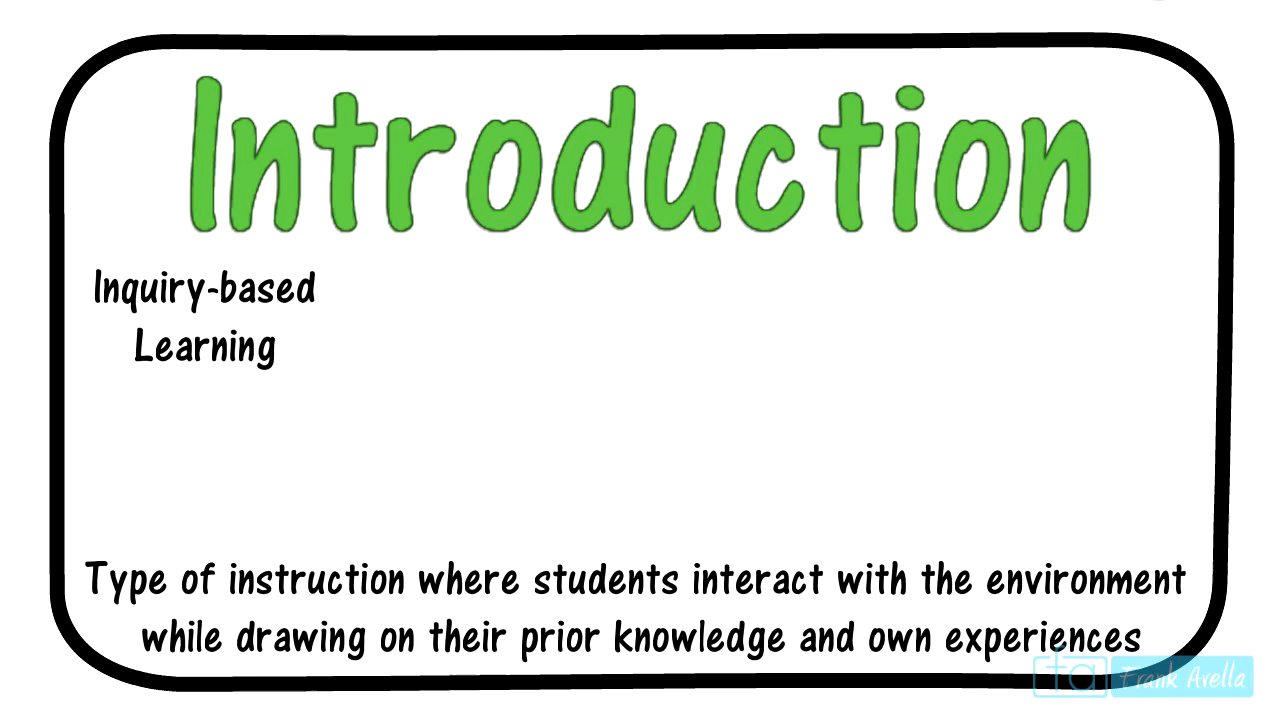 Introduction
Inquiry-based
Learning
Type of instruction where students interact with the environment
while drawing on their prior knowledge and own experiences
fa Frank Avella